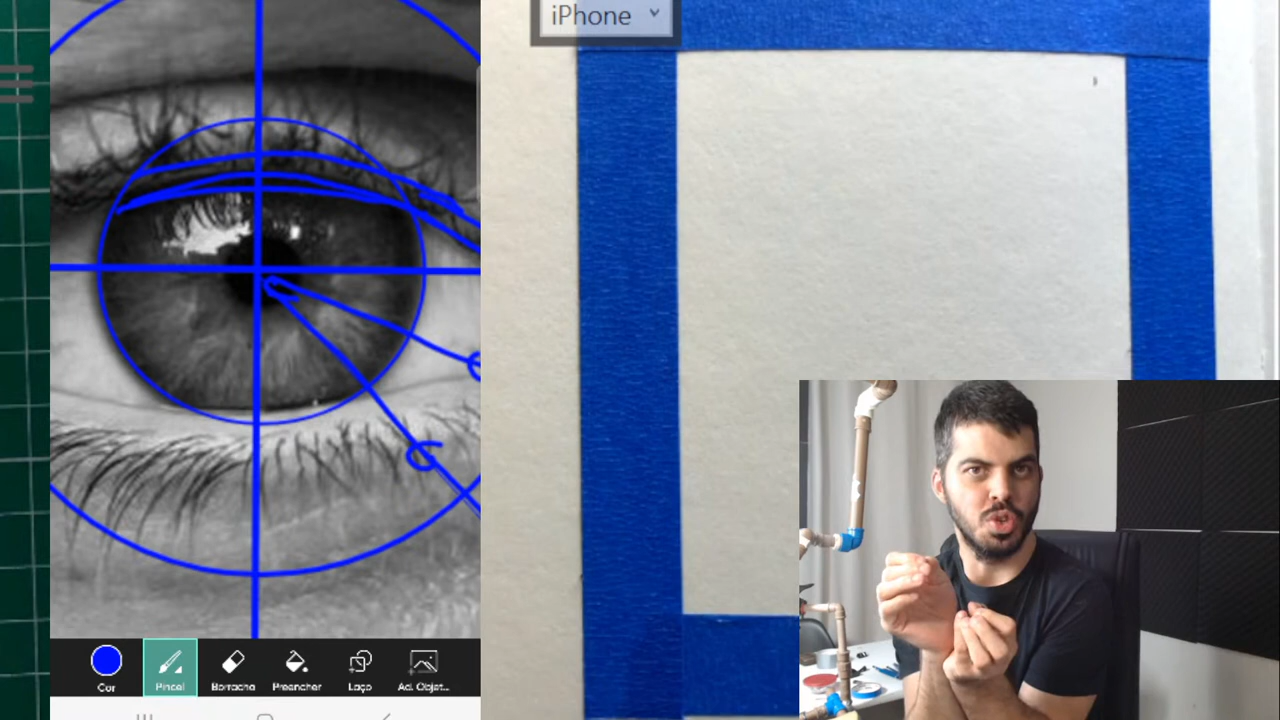 iPhone
Cor
Pincel
Borracha
Preencher
Laço
Ad. Objet...